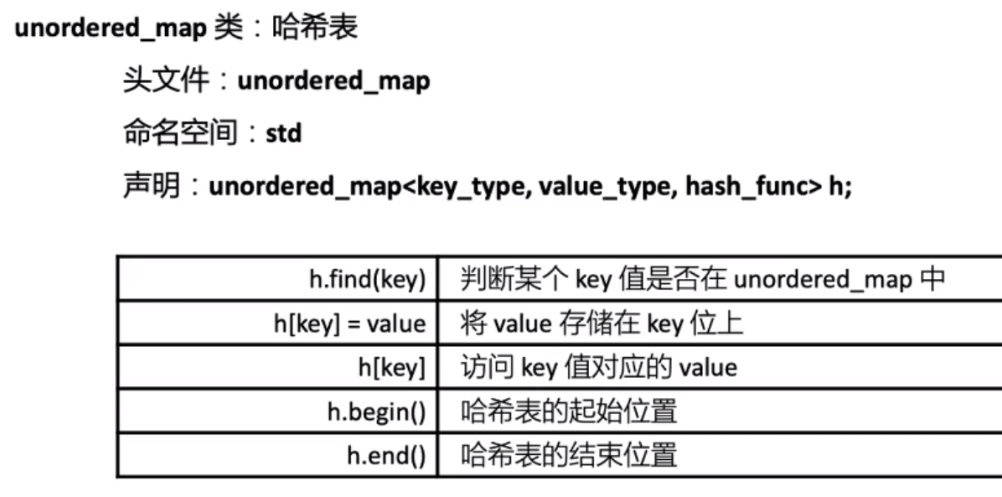 unordered_map 类：哈希表
头文件：unordered_map
命名空间：std
声明：unordered_map<key_type, value_type, hash_func> h;
h.find(key) 判断某个 key 值是否在 unordered_map 中
h[key] = value 将 value 存储在 key 位上
h[key] 访问 key 值对应的 value
h.begin() 哈希表的起始位置
h.end() 哈希表的结束位置